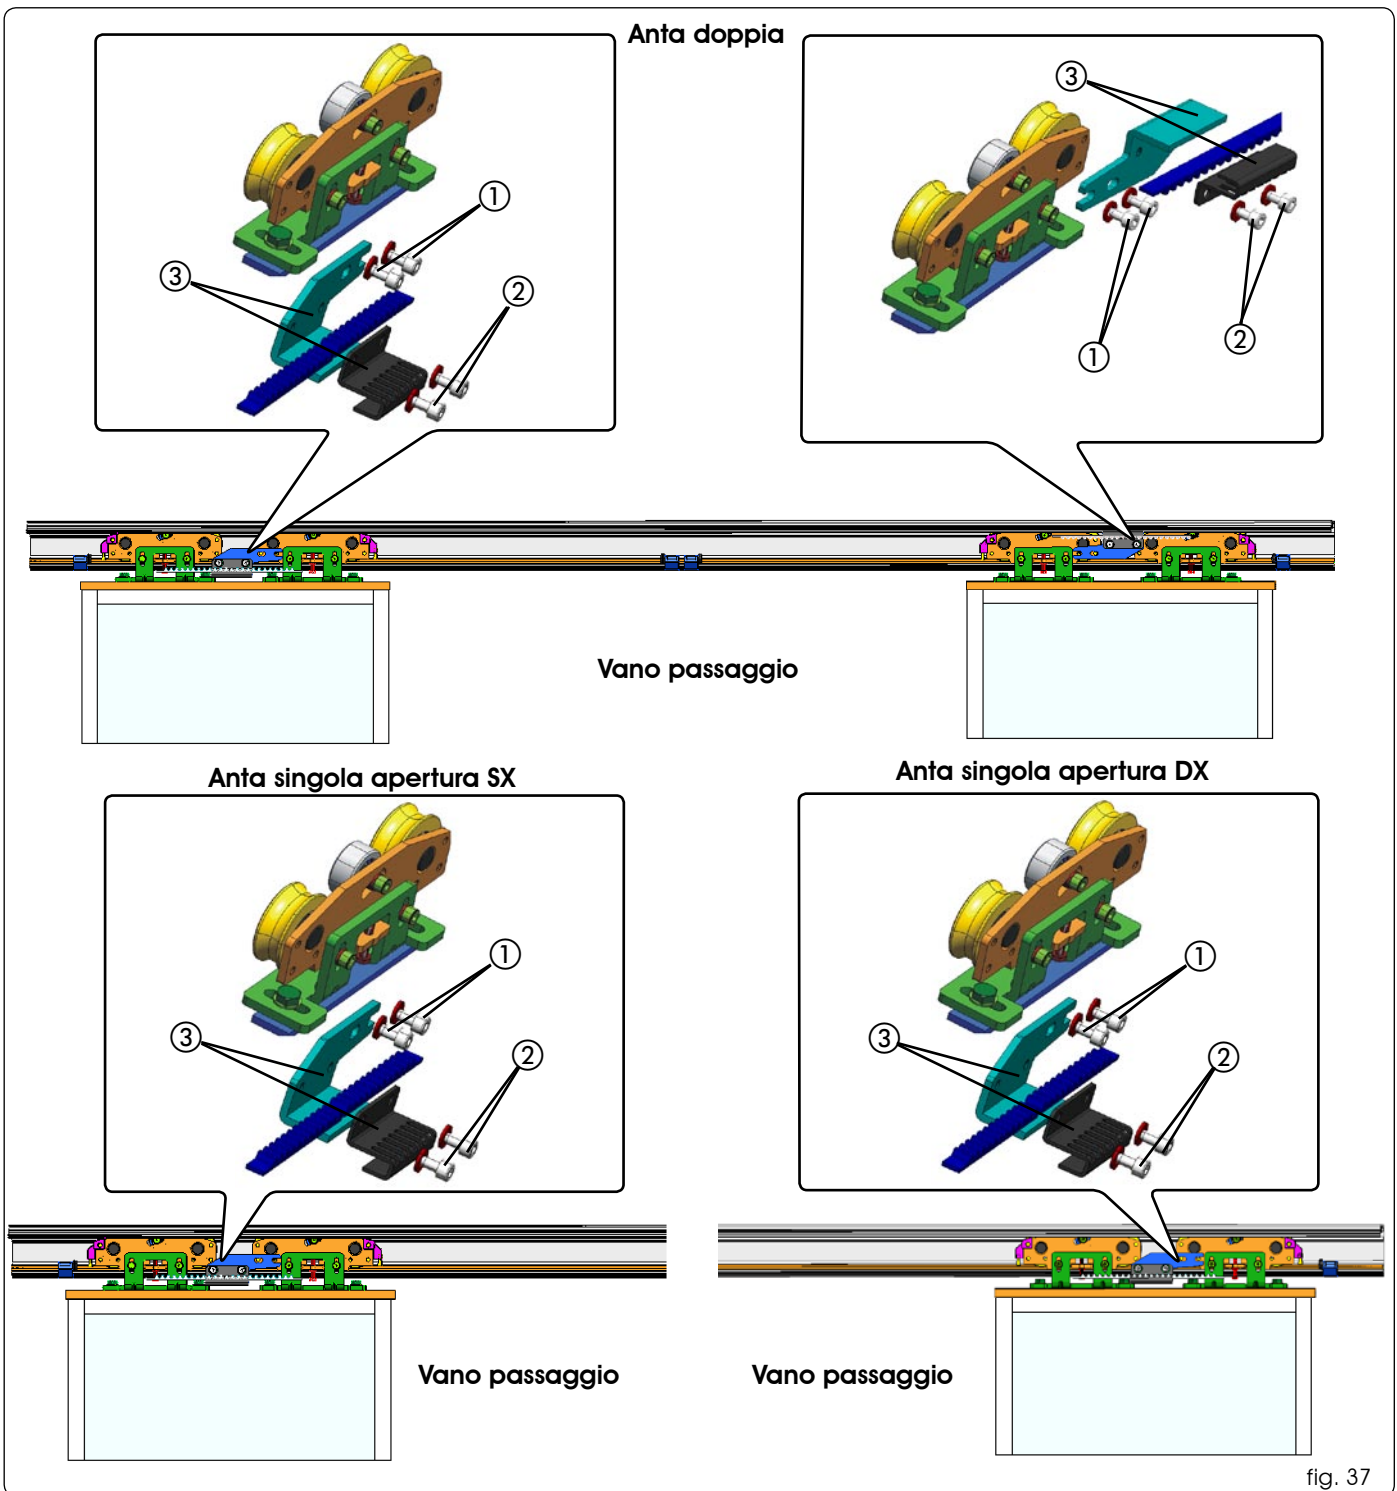 Anta doppia
①
②
③
③
①
②
Vano passaggio
Anta singola apertura SX
Anta singola apertura DX
①
②
③
①
②
③
Vano passaggio
Vano passaggio
fig. 37